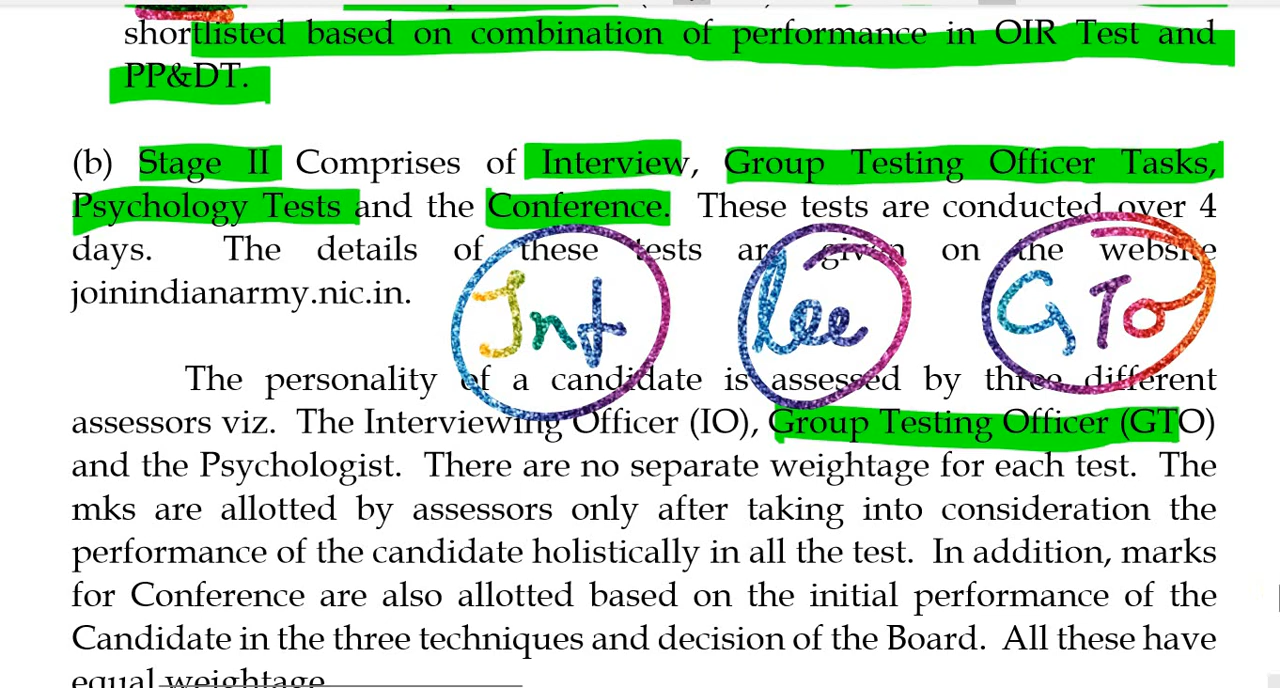 shortlisted based on combination of performance in OIR Test and
PP&DT.
(b) Stage II Comprises of Interview, Group Testing Officer Tasks,
Psychology Tests and the Conference. These tests are conducted over 4
days. The details of these tests are given on the website
joinindianarmy.nic.in.
Int GTO
The personality of a candidate is assessed by three different
assessors viz. The Interviewing Officer (IO), Group Testing Officer (GTO)
and the Psychologist. There are no separate weightage for each test. The
mks are allotted by assessors only after taking into consideration the
performance of the candidate holistically in all the test. In addition, marks
for Conference are also allotted based on the initial performance of the
Candidate in the three techniques and decision of the Board. All these have
equal weightage